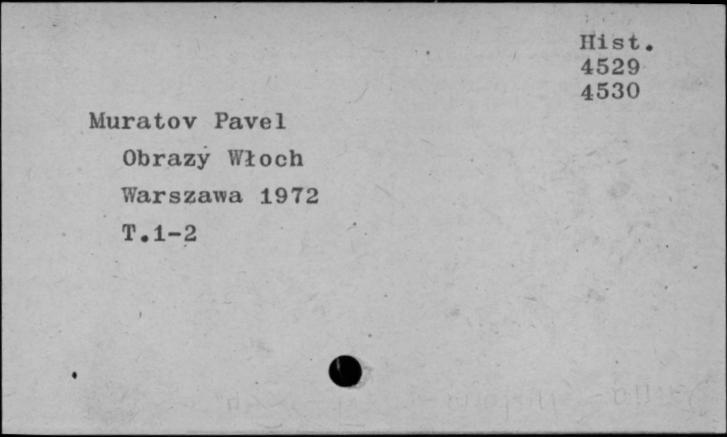 Hist.
4529
4530
Muratov Pavel
Obrazy Włoch
Warszawa 1972
T.1-2